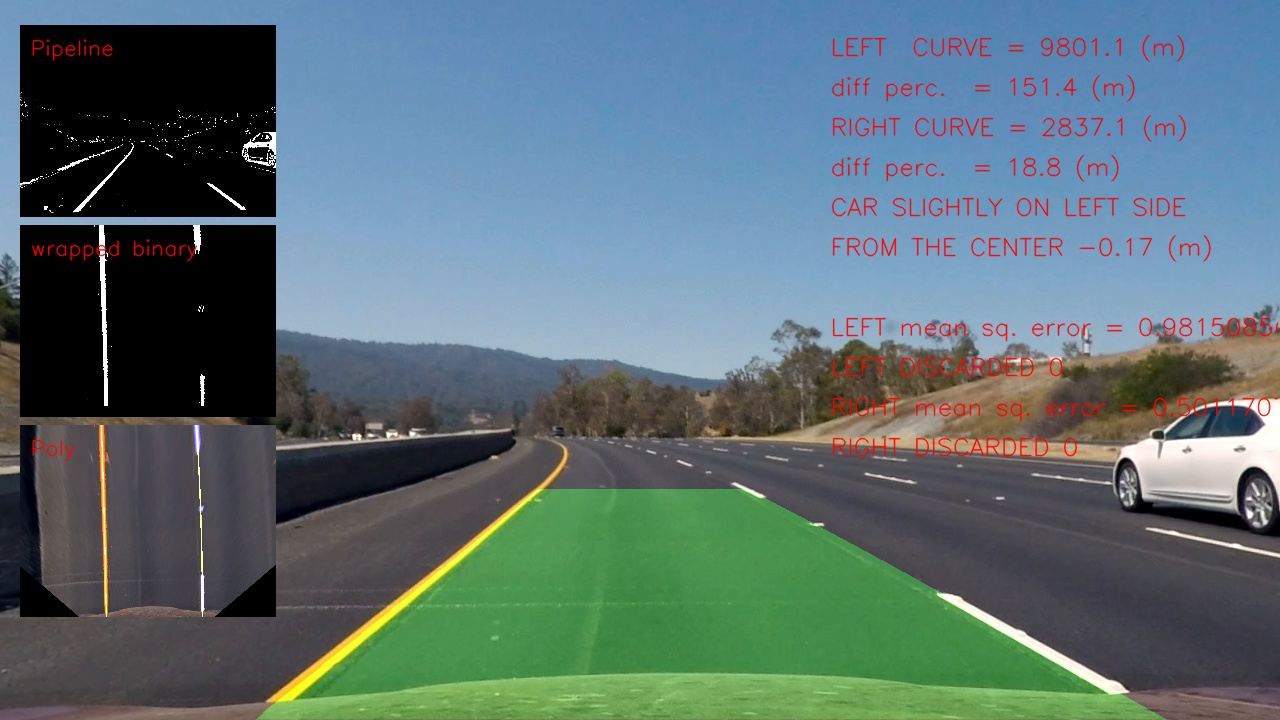 Pipeline
wrapped binary
Poly
LEFT CURVE = 9801.1 (m)
diff perc. = 151.4 (m)
RIGHT CURVE = 2837.1 (m)
diff perc. = 18.8 (m)
CAR SLIGHTLY ON LEFT SIDE
FROM THE CENTER -0.17 (m)
LEFT mean sq. error = 0.9815085
LEFT DISCARDED 0
RIGHT mean sq. error = 0.501170
RIGHT DISCARDED 0